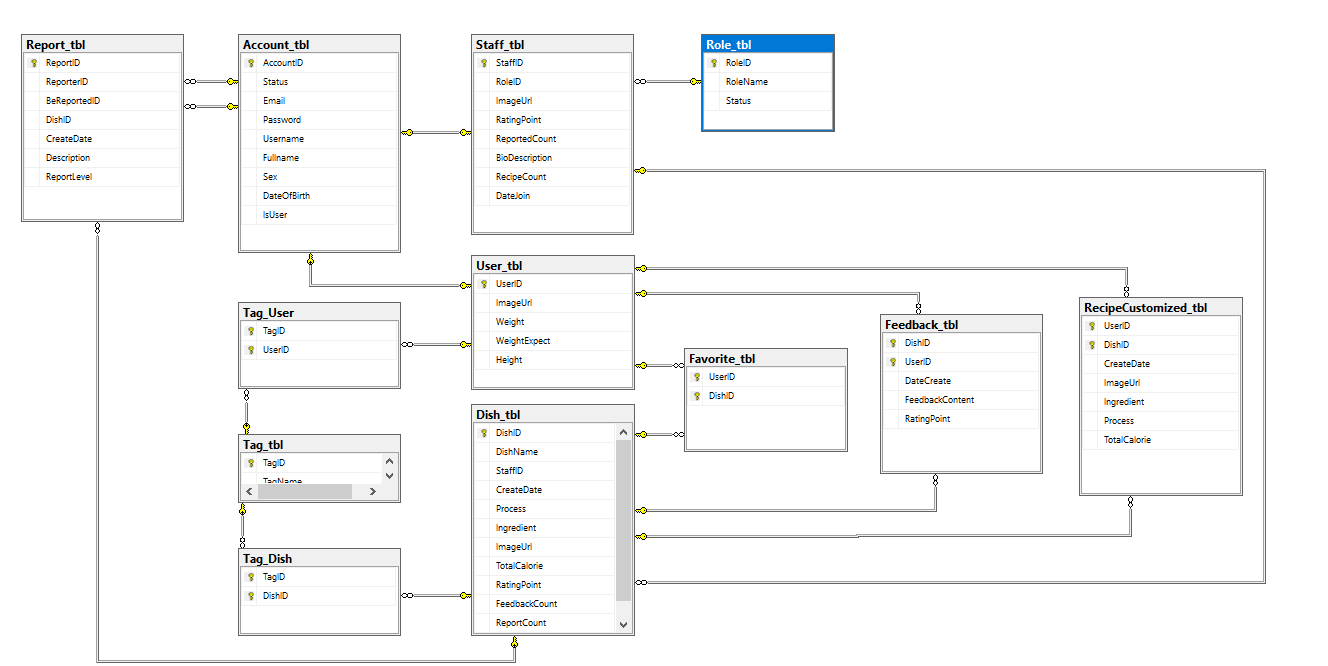 Report_tbl
ReportID
ReporterID
BeReportedID
DishID
CreateDate
Description
ReportLevel
Account_tbl
AccountID
Status
Email
Password
Username
Fullname
Sex
DateOfBirth
IsUser
Staff_tbl
StaffID
RoleID
ImageUrl
RatingPoint
ReportedCount
BioDescription
RecipeCount
DateJoin
Role_tbl
RoleID
RoleName
Status
User_tbl
UserID
ImageUrl
Weight
WeightExpect
Height
Tag_User
TagID
UserID
Favorite_tbl
UserID
DishID
Feedback_tbl
DishID
UserID
DateCreate
FeedbackContent
RatingPoint
RecipeCustomized_tbl
UserID
DishID
CreateDate
ImageUrl
Ingredient
Process
TotalCalorie
Tag_tbl
TagID
TagName
Dish_tbl
DishID
DishName
StaffID
CreateDate
Process
Ingredient
ImageUrl
TotalCalorie
RatingPoint
FeedbackCount
ReportCount
Tag_Dish
TagID
DishID